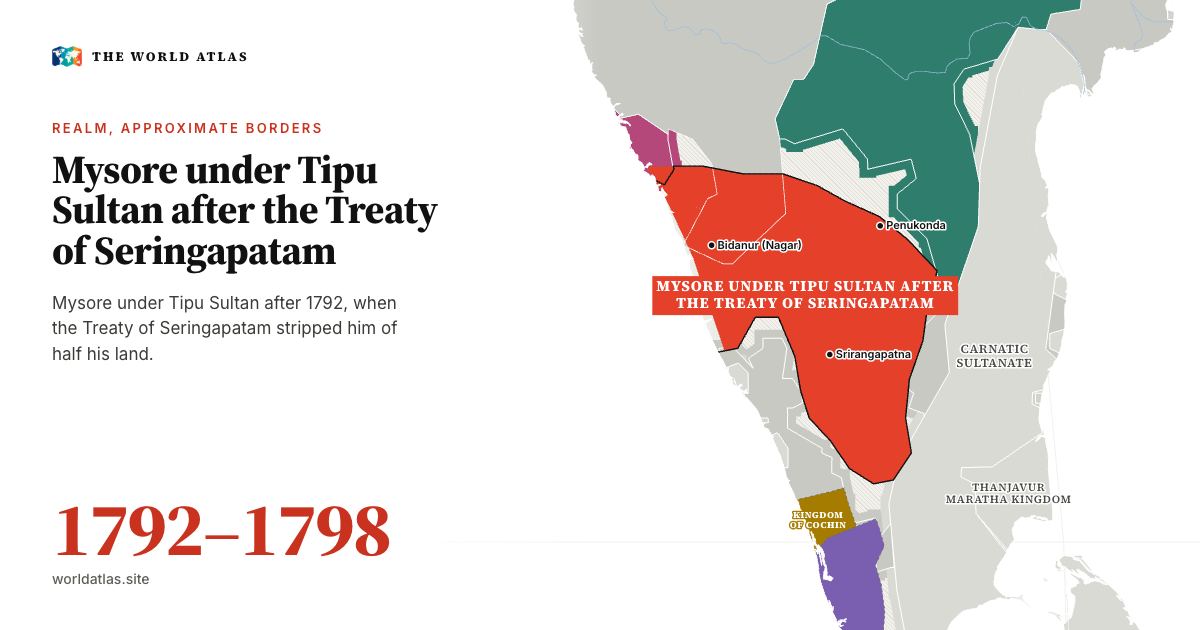 THE WORLD ATLAS
REALM, APPROXIMATE BORDERS
Mysore under Tipu
Sultan after the Treaty
of Seringapatam
Mysore under Tipu Sultan after 1792, when
the Treaty of Seringapatam stripped him of
half his land.
1792–1798
worldatlas.site
Penukonda
Bidanur (Nagar)
MYSORE UNDER TIPU SULTAN AFTER
THE TREATY OF SERINGAPATAM
Srirangapatna
CARNATIC
SULTANATE
THANJAVUR
MARATHA KINGDOM
KINGDOM
OF COCHIN